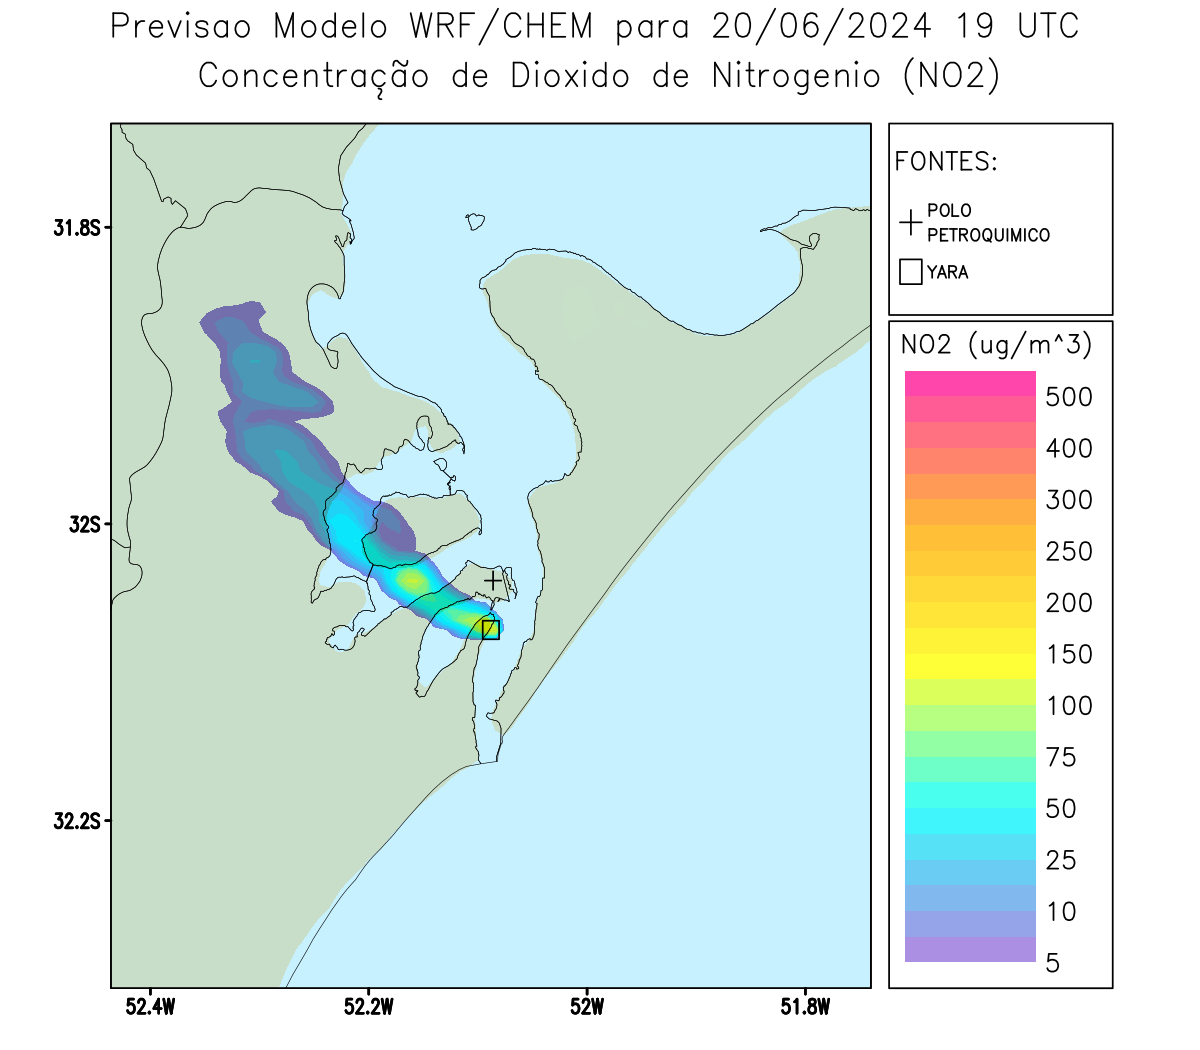 Previsao Modelo WRF/CHEM para 20/06/2024 19 UTC
Concentração de Dioxido de Nitrogenio (NO2)
FONTES:
POLO
PETROQUIMICO
YARA
NO2 (ug/m^3)
500
400
300
250
200
150
100
75
50
25
10
5
31.8S
32S
32.2S
52.4W
52.2W
52W
51.8W